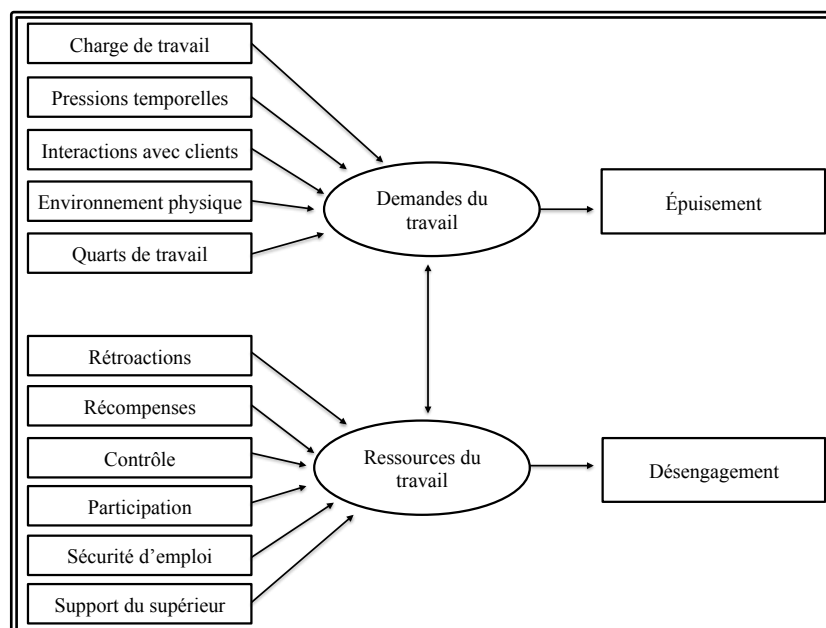 Charge de travail
Pressions temporelles
Interactions avec clients
Environnement physique
Quarts de travail
Demandes du
travail
Épuisement
Rétroactions
Récompenses
Contrôle
Participation
Sécurité d’emploi
Support du supérieur
Ressources du
travail
Désengagement